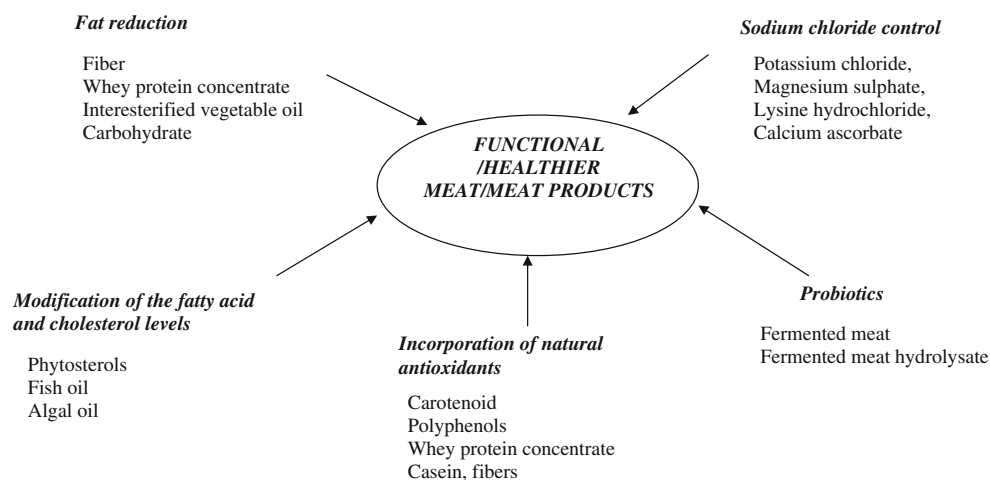 Fat reduction
Fiber
Whey protein concentrate
Interesterified vegetable oil
Carbohydrate
Sodium chloride control
Potassium chloride,
Magnesium sulphate,
Lysine hydrochloride,
Calcium ascorbate
FUNCTIONAL
/HEALTHIER
MEAT/MEAT PRODUCTS
Modification of the fatty acid
and cholesterol levels
Phytosterols
Fish oil
Algal oil
Incorporation of natural
antioxidants
Carotenoid
Polyphenols
Whey protein concentrate
Casein, fibers
Probiotics
Fermented meat
Fermented meat hydrolysate